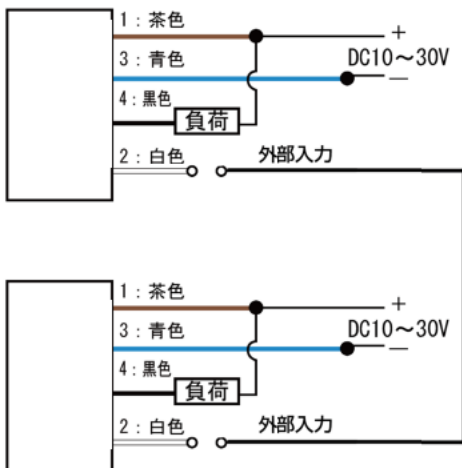 1：茶色
+
3：青色
DC10～30V
—
4：黒色
負荷
2：白色
外部入力
1：茶色
+
3：青色
DC10～30V
—
4：黒色
負荷
2：白色
外部入力